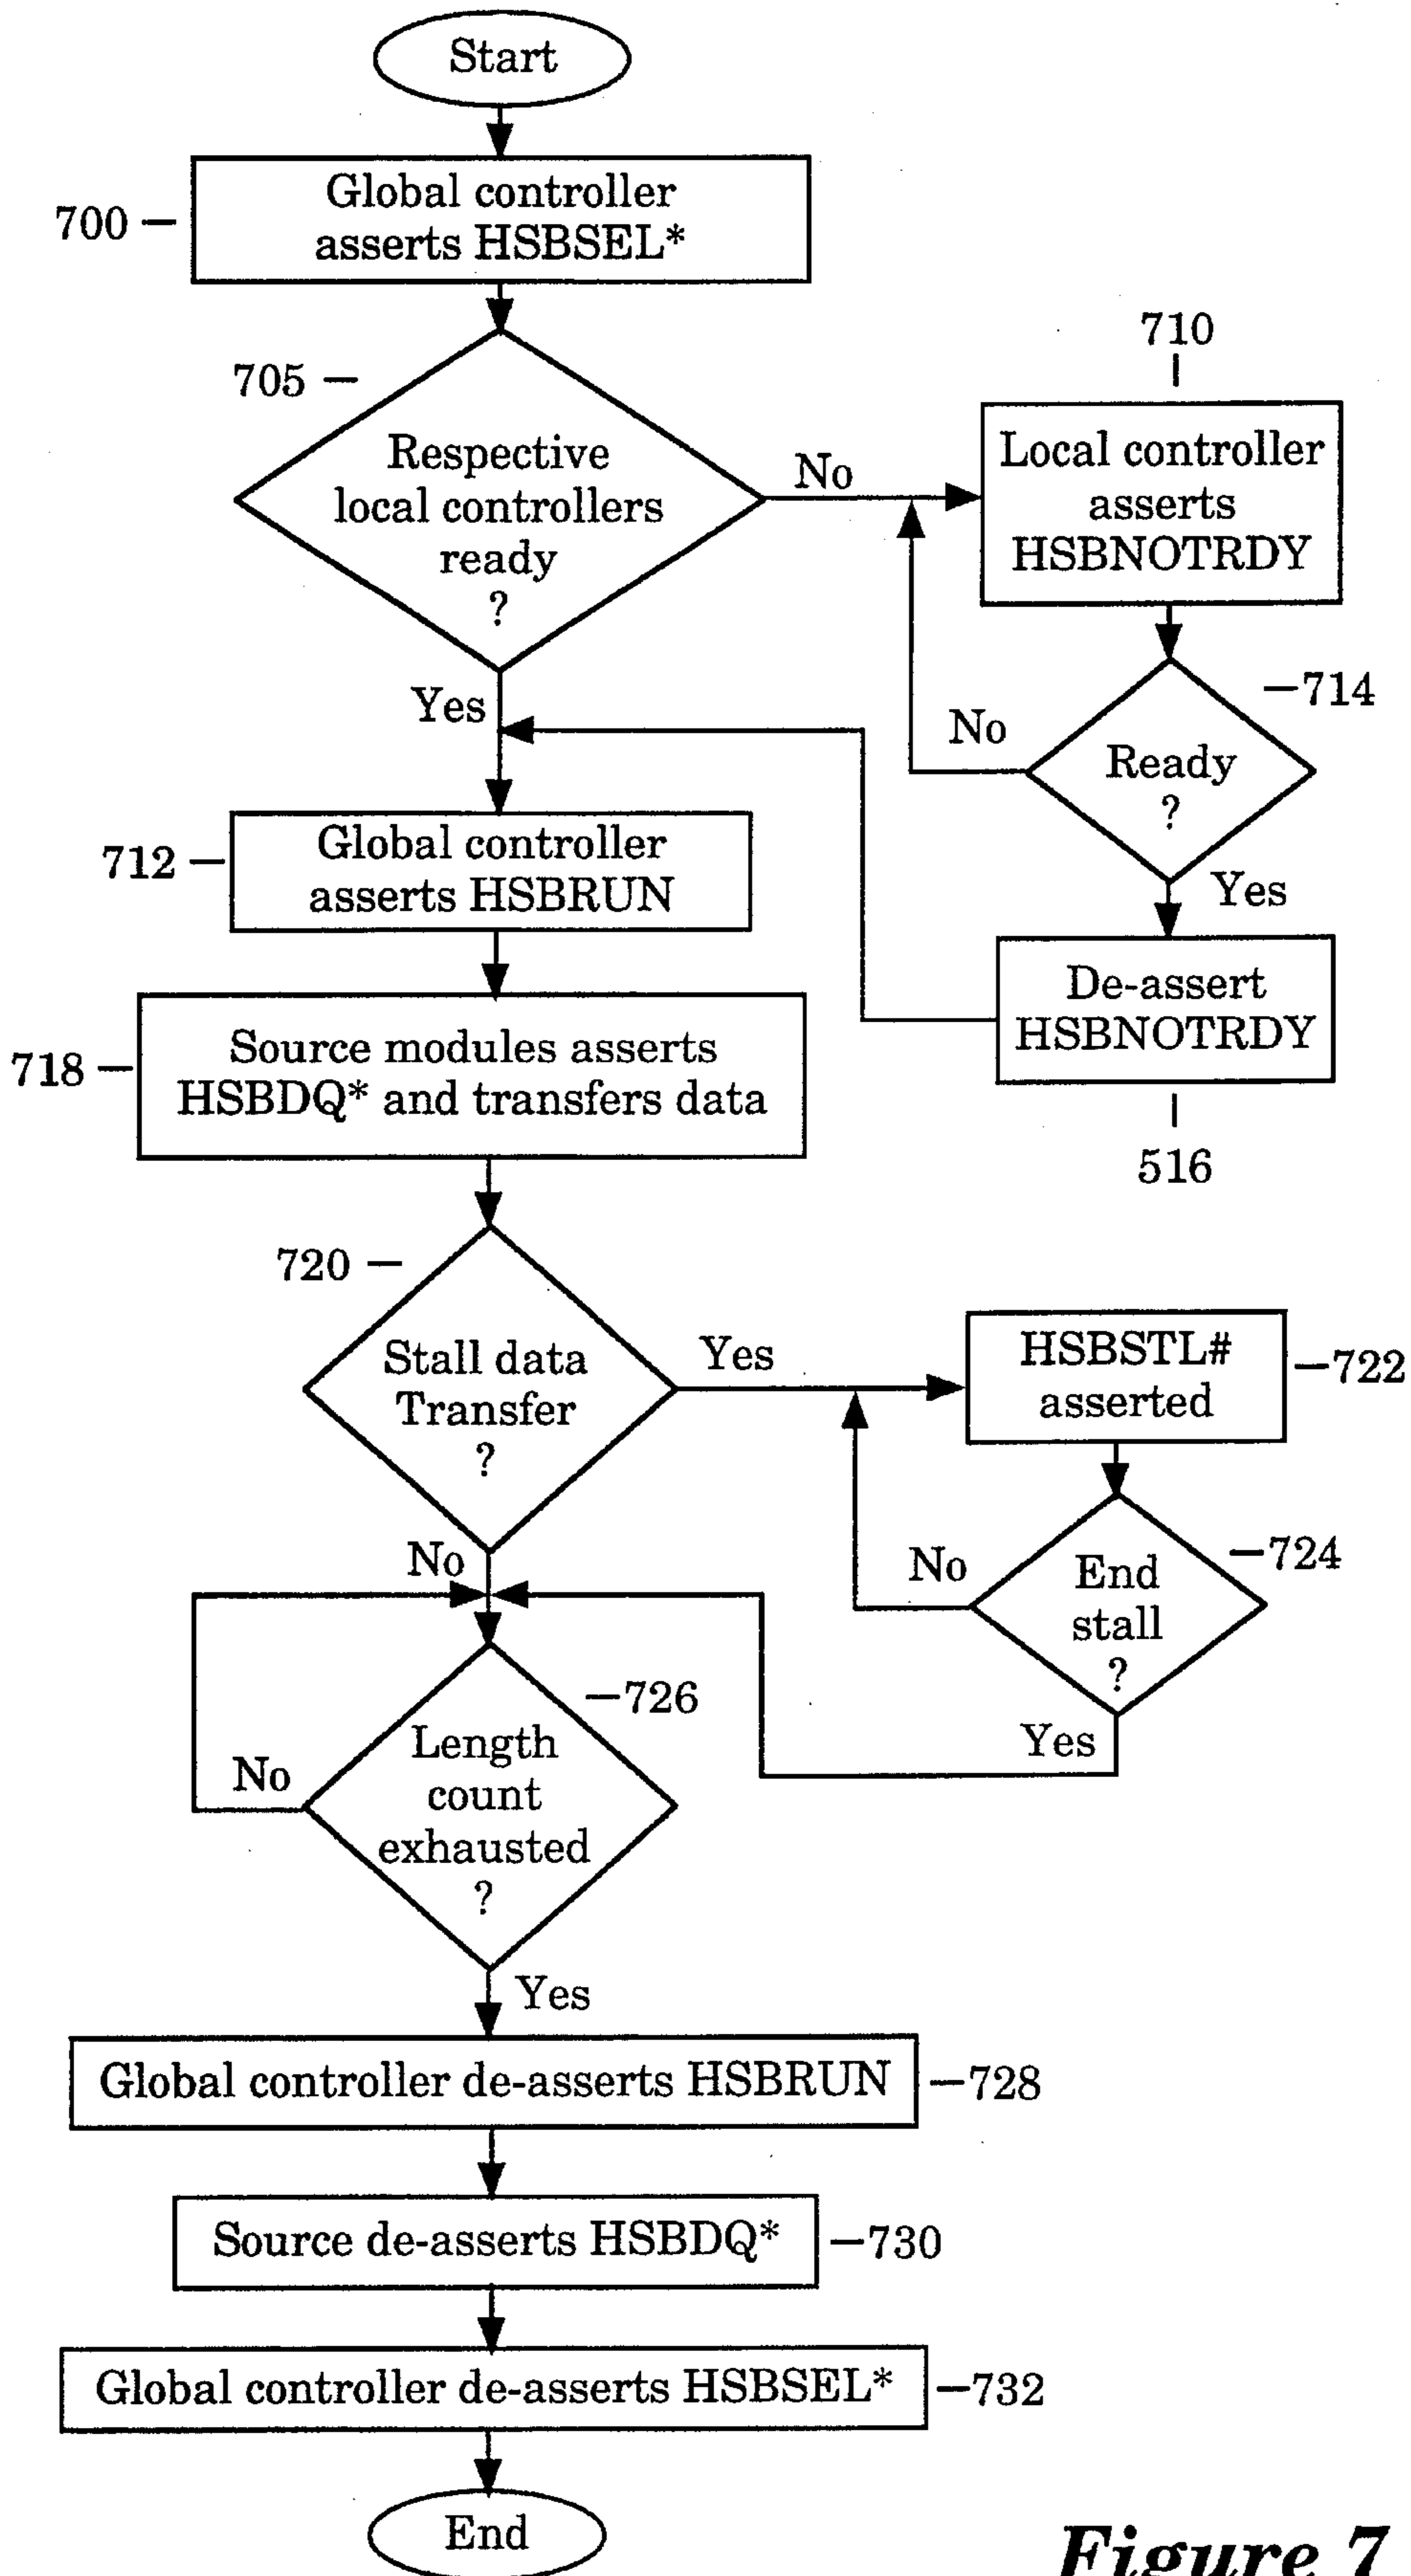 Start
700
Global controller
asserts HSBSEL*
705
Respective
local controllers
ready
?
No
710
Local controller
asserts
HSBNOTRDY
714
Ready
?
No
Yes
De-assert
HSBNOTRDY
516
Yes
712
Global controller
asserts HSBRUN
718
Source modules asserts
HSBDQ* and transfers data
720
Stall data
Transfer
?
Yes
HSBSTL#
asserted
722
End
stall
?
724
No
Yes
No
726
Length
count
exhausted
?
No
Yes
Global controller de-asserts HSBRUN
728
Source de-asserts HSBDQ*
730
Global controller de-asserts HSBSEL*
732
End
Figure 7